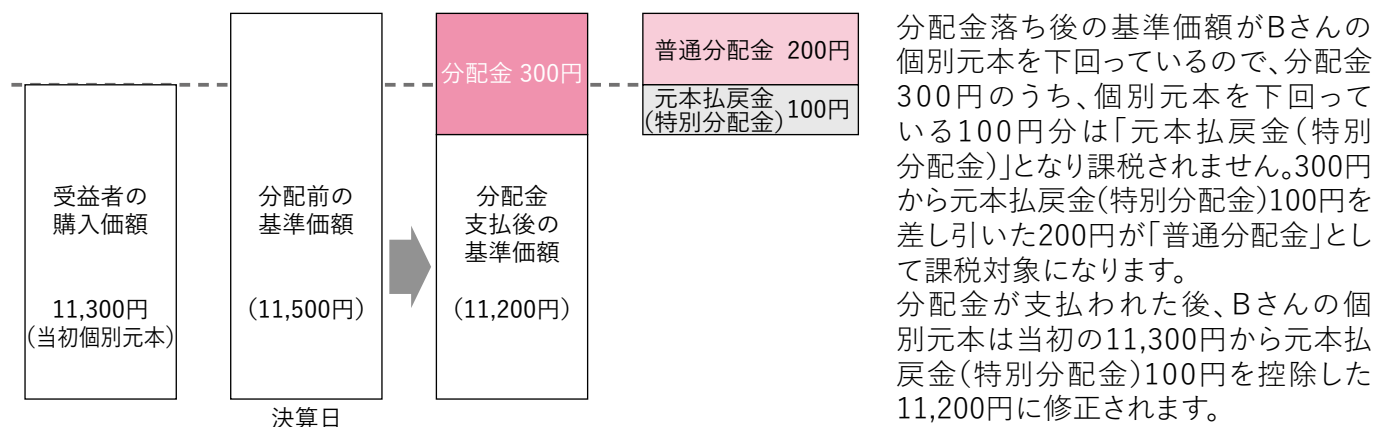 受益者の
購入価額
11,300円
(当初個別元本)
分配前の
基準価額
(11,500円)
決算日
分配金 300円
分配金
支払後の
基準価額
(11,200円)
普通分配金 200円
元本払戻金
(特別分配金)
100円
分配金落ち後の基準価額がBさんの
個別元本を下回っているので、分配金
300円のうち、個別元本を下回って
いる100円分は「元本払戻金(特別
分配金)」となり課税されません。300円
から元本払戻金(特別分配金)100円を
差し引いた200円が「普通分配金」とし
て課税対象になります。
分配金が支払われた後、Bさんの個
別元本は当初の11,300円から元本払
戻金(特別分配金)100円を控除した
11,200円に修正されます。